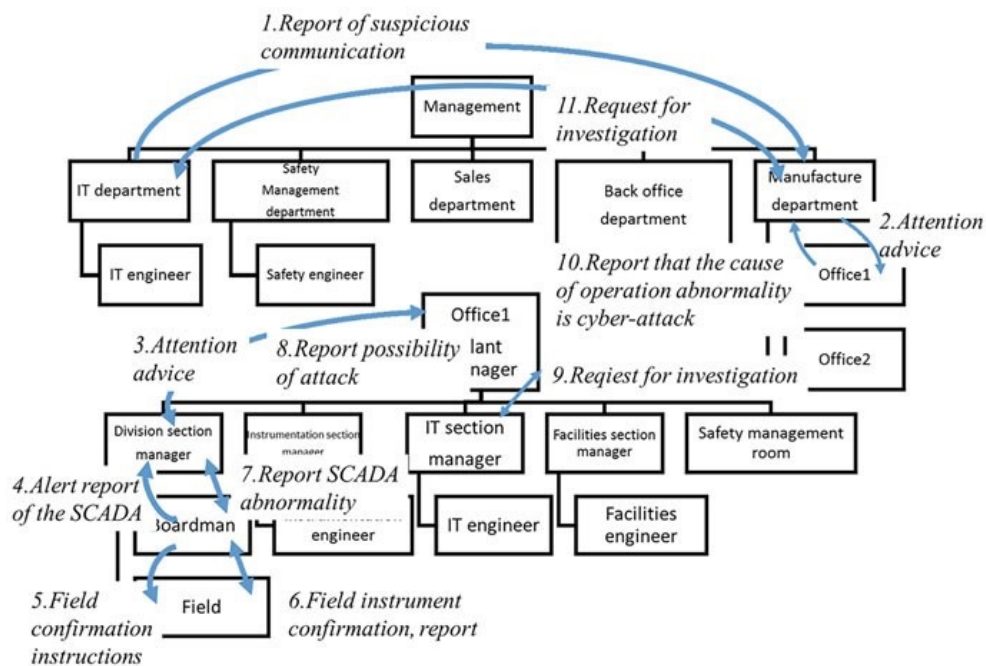 1.Report of suspicious
communication
Management
11.Request for
investigation
IT department
Safety
Management
department
Sales
department
Back office
department
Manufacture
department
2.Attention
advice
IT engineer
Safety engineer
10.Report that the cause
of operation abnormality
is cyber-attack
Office1
Office2
Office1
lant
nager
3.Attention
advice
8.Report possibility
of attack
9.Reqiest for investigation
Division section
manager
Instrumentation section
manager
IT section
manager
Facilities section
manager
Safety management
room
4.Alert report
of the SCADA
7.Report SCADA
abnormality
Boardman
engineer
IT engineer
Facilities
engineer
5.Field
confirmation
instructions
Field
6.Field instrument
confirmation, report